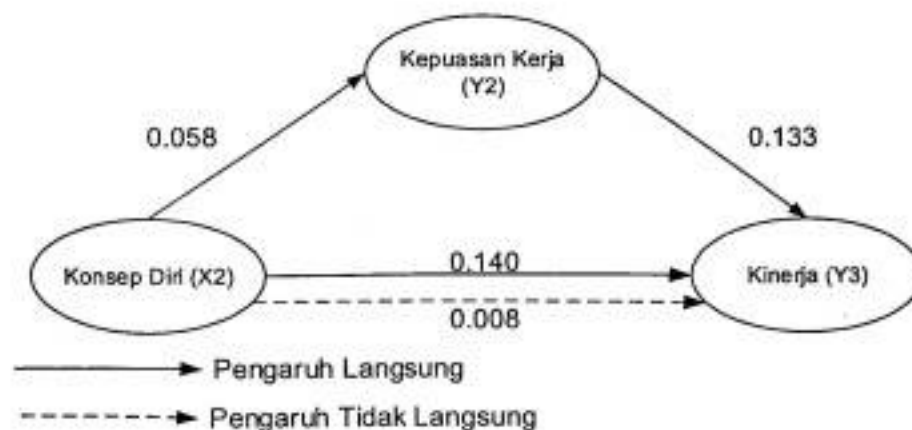 Kepuasan Kerja
(Y2)
0.058
0.133
Konsep Diri (X2)
0.140
Kinerja (Y3)
0.008
Pengaruh Langsung
Pengaruh Tidak Langsung